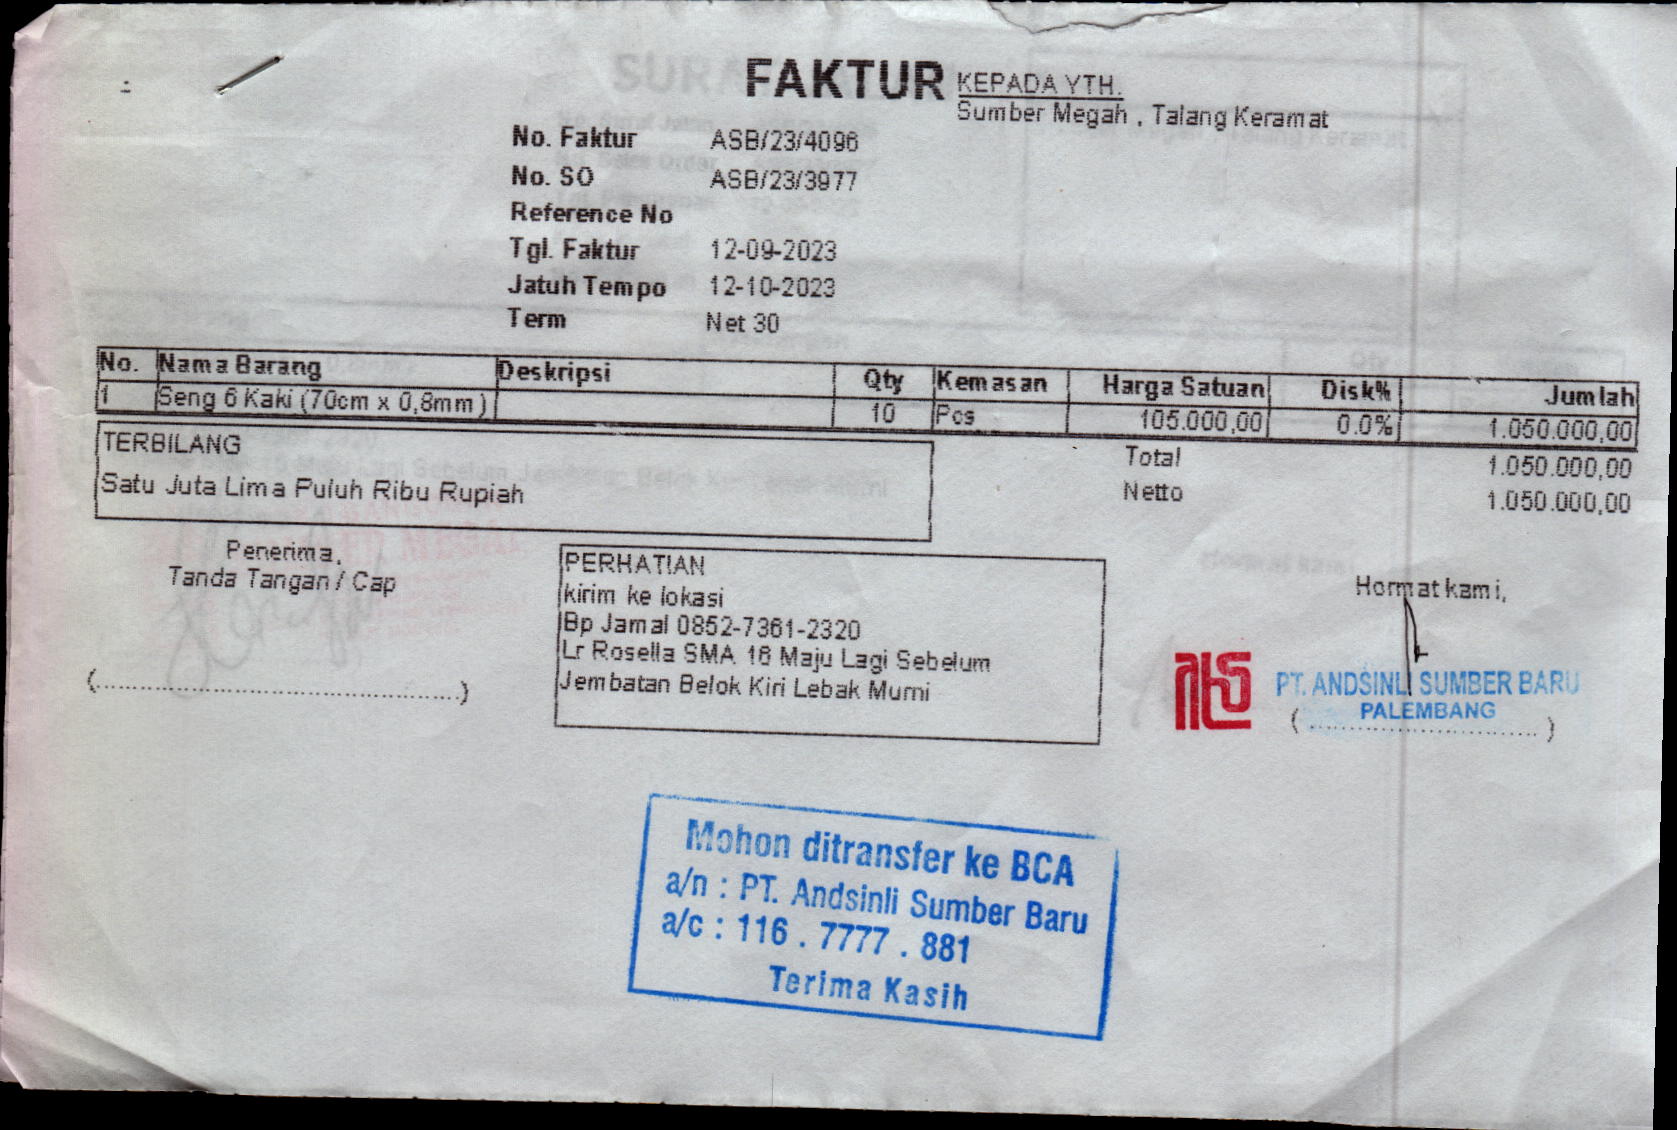 FAKTUR
KEPADA YTH.
Sumber Megah , Talang Keramat
No. Faktur ASB/23/4096
No. SO ASB/23/3977
Reference No
Tgl. Faktur 12-09-2023
Jatuh Tempo 12-10-2023
Term Net 30
No. Nama Barang Deskripsi Qty Kemasan Harga Satuan Disk% Jumlah
1 Seng 6 Kaki (70cm x 0,8mm) 10 Pcs 105.000,00 0.0% 1.050.000,00
TERBILANG
Satu Juta Lima Puluh Ribu Rupiah
Total 1.050.000,00
Netto 1.050.000,00
Penerima,
Tanda Tangan / Cap
(................................................)
PERHATIAN
kirim ke lokasi
Bp Jamal 0852-7361-2320
Lr Rosella SMA 16 Maju Lagi Sebelum
Jembatan Belok Kiri Lebak Murni
Hormat kami,
PT. ANDSINLI SUMBER BARU
PALEMBANG
(..............................)
Mohon ditransfer ke BCA
a/n : PT. Andsinli Sumber Baru
a/c : 116 . 7777 . 881
Terima Kasih